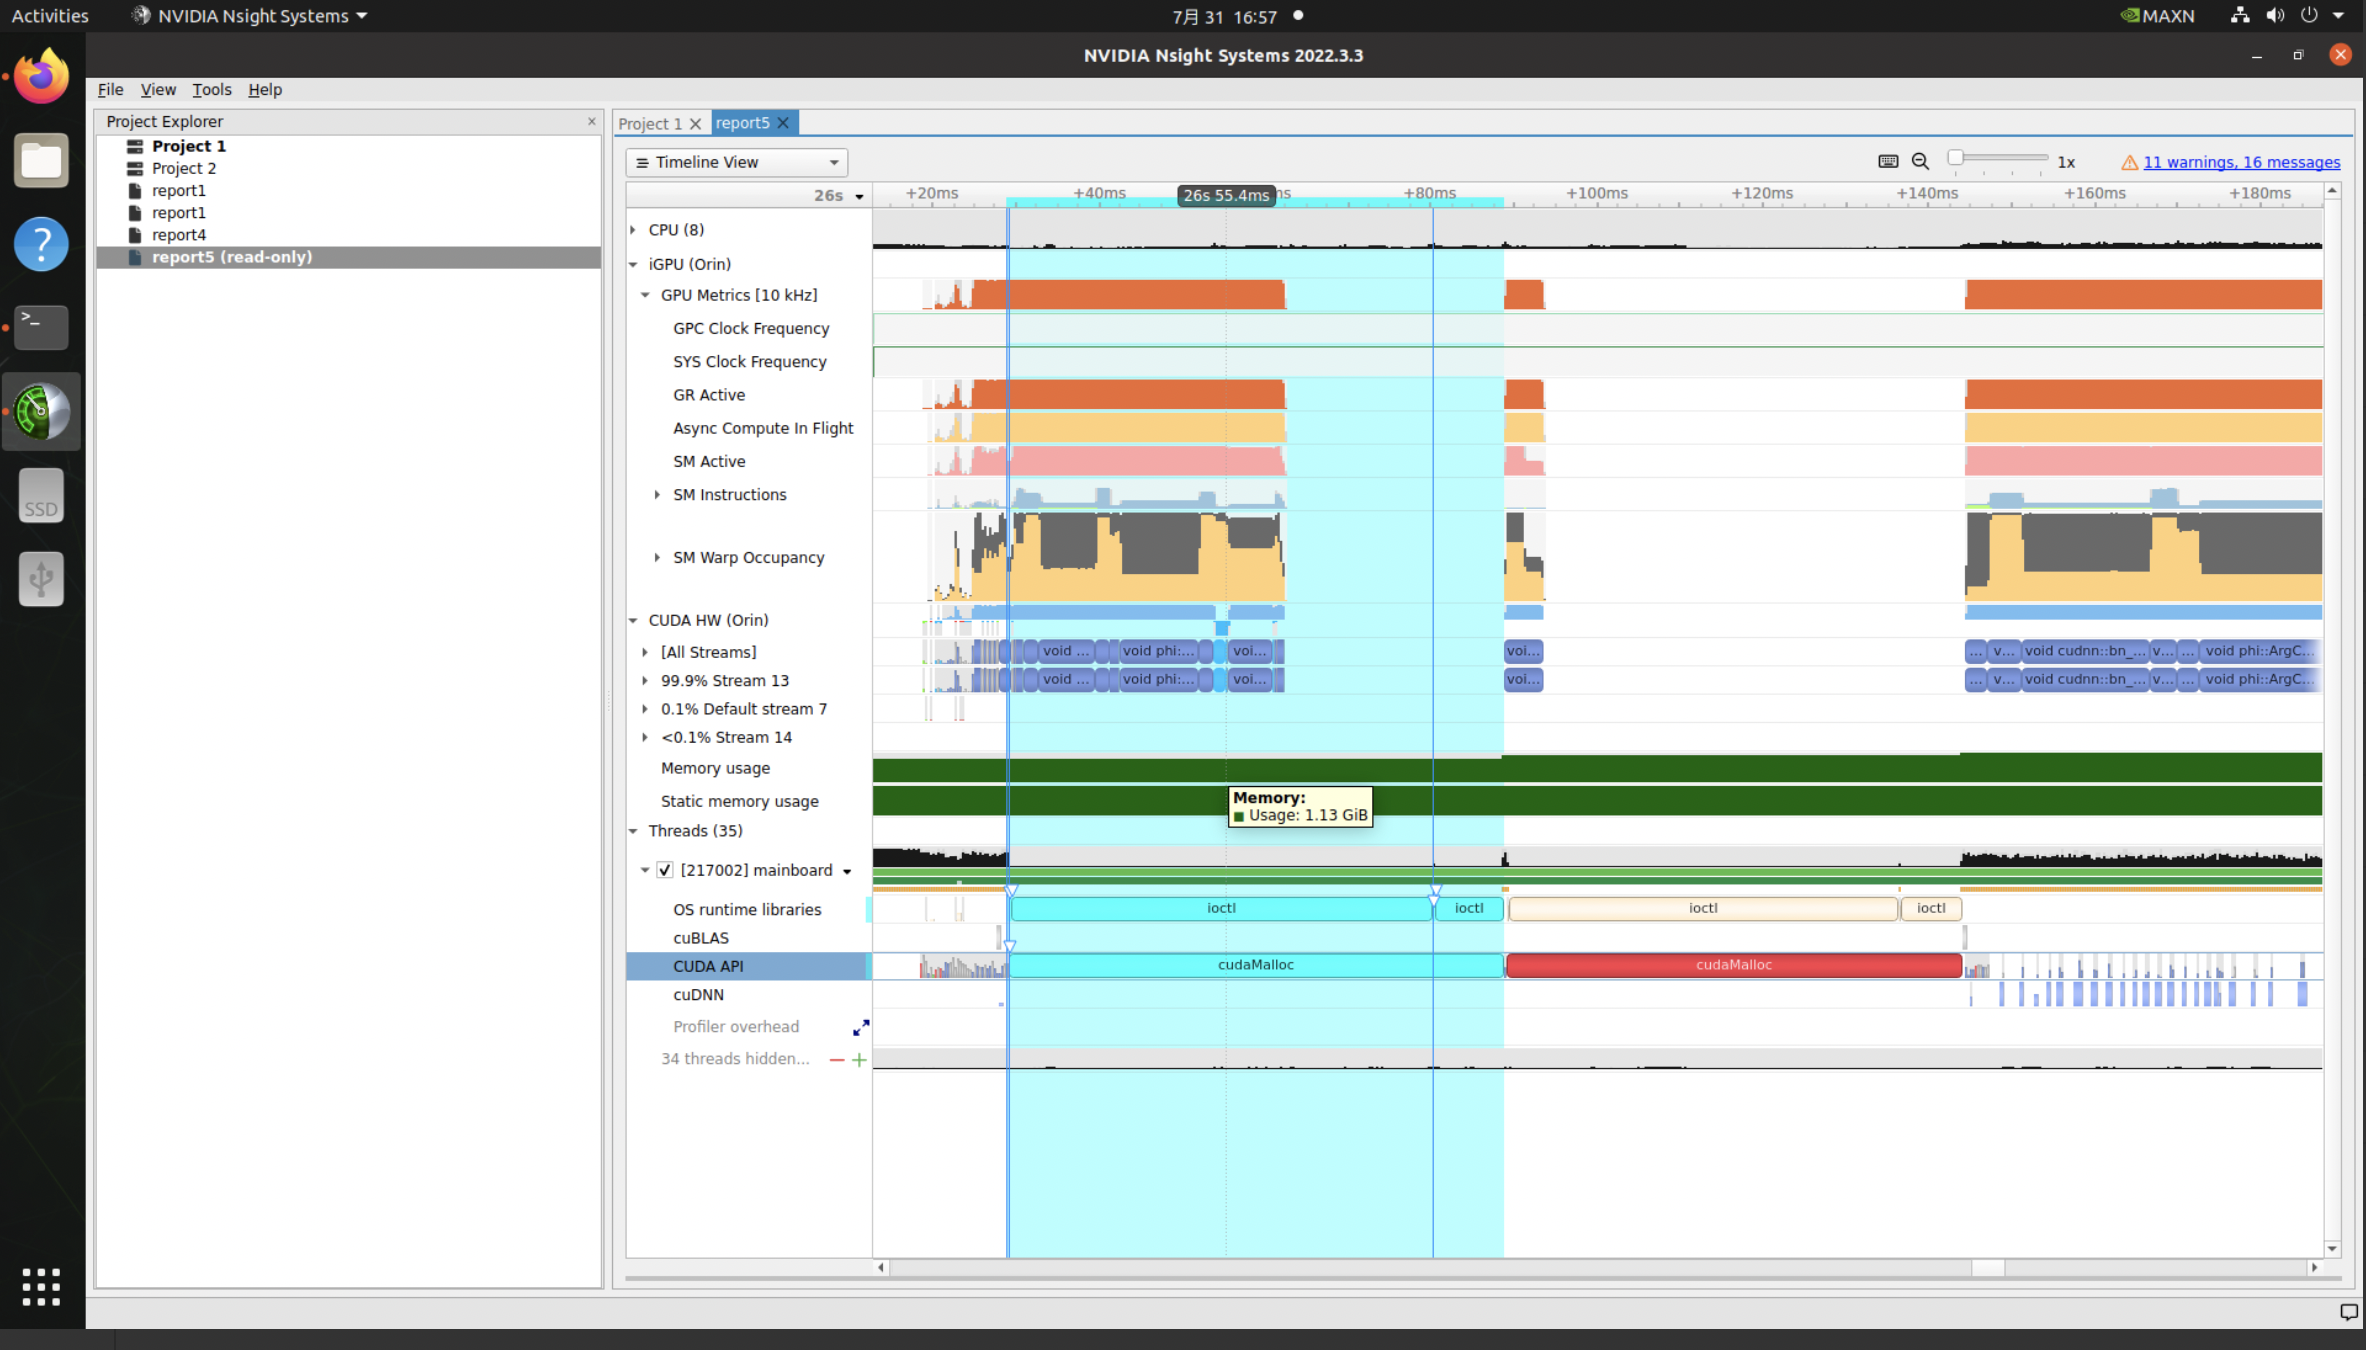 Activities
NVIDIA Nsight Systems
7月 31 16:57
MAXN
NVIDIA Nsight Systems 2022.3.3
File View Tools Help
Project Explorer
Project 1
Project 2
report1
report1
report4
report5 (read-only)
SSD
Project 1
report5
Timeline View
1x
11 warnings, 16 messages
26s
+20ms +40ms 26s 55.4ms +80ms +100ms +120ms +140ms +160ms +180ms
CPU (8)
iGPU (Orin)
GPU Metrics [10 kHz]
GPC Clock Frequency
SYS Clock Frequency
GR Active
Async Compute In Flight
SM Active
SM Instructions
SM Warp Occupancy
CUDA HW (Orin)
[All Streams]
void ... void phi:... voi... voi... ... v... void cudnn::bn_... v... ... void phi::ArgC...
99.9% Stream 13
void ... void phi:... voi... voi... ... v... void cudnn::bn_... v... ... void phi::ArgC...
0.1% Default stream 7
<0.1% Stream 14
Memory usage
Static memory usage
Memory:
Usage: 1.13 GiB
Threads (35)
[217002] mainboard
OS runtime libraries
ioctl ioctl ioctl ioctl
cuBLAS
CUDA API
cudaMalloc cudaMalloc
cuDNN
Profiler overhead
34 threads hidden...